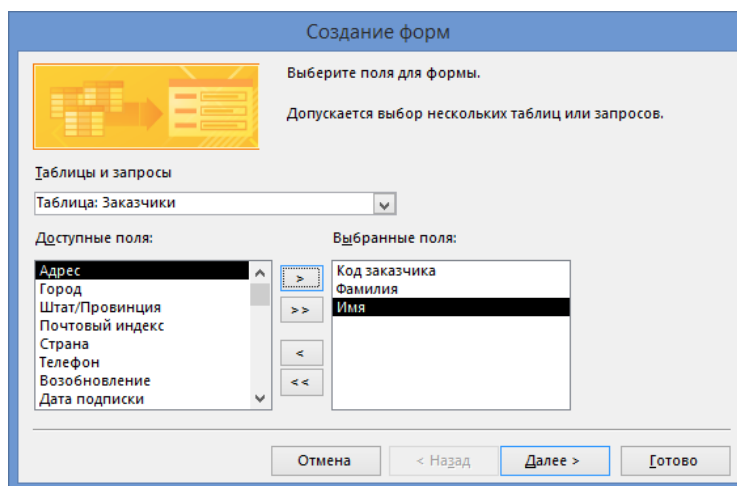 Создание форм
Выберите поля для формы.
Допускается выбор нескольких таблиц или запросов.
Таблицы и запросы
Таблица: Заказчики
Доступные поля:
Выбранные поля:
Адрес
Город
Штат/Провинция
Почтовый индекс
Страна
Телефон
Возобновление
Дата подписки
>
>>
<
<<
Код заказчика
Фамилия
Имя
Отмена
< Назад
Далее >
Готово